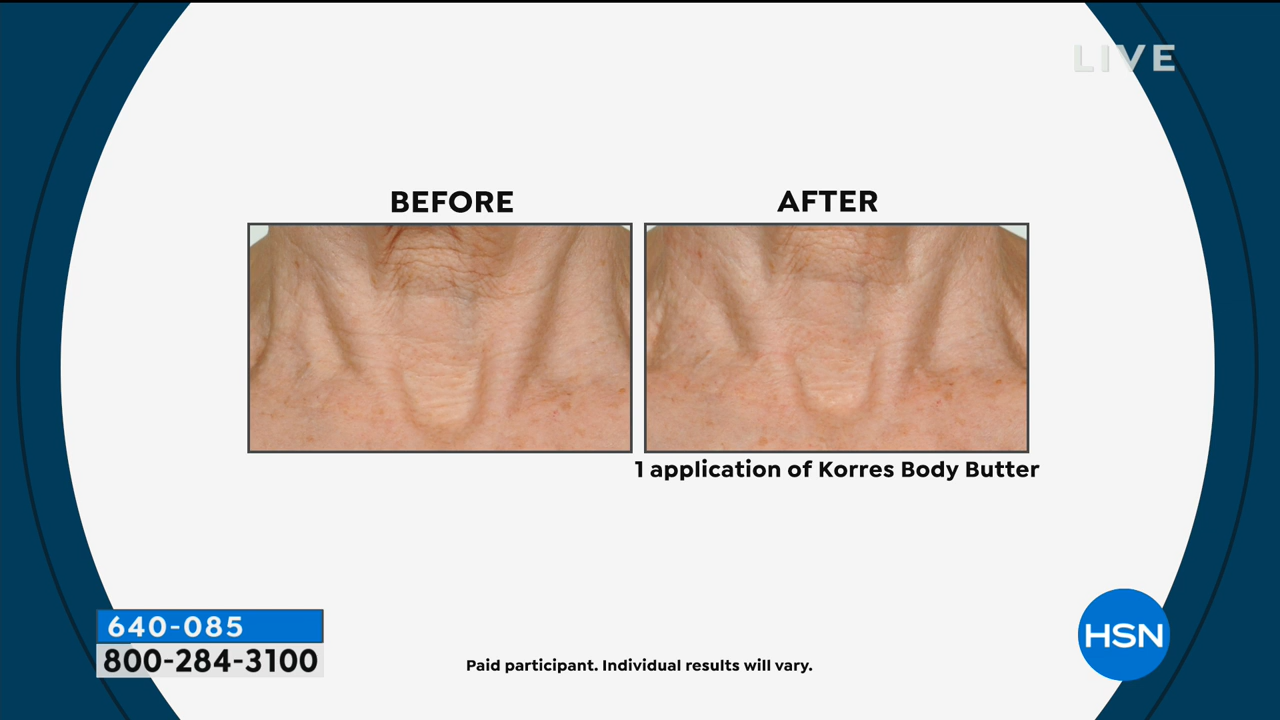 LIVE
BEFORE
AFTER
1 application of Korres Body Butter
640-085
800-284-3100
Paid participant. Individual results will vary.
HSN